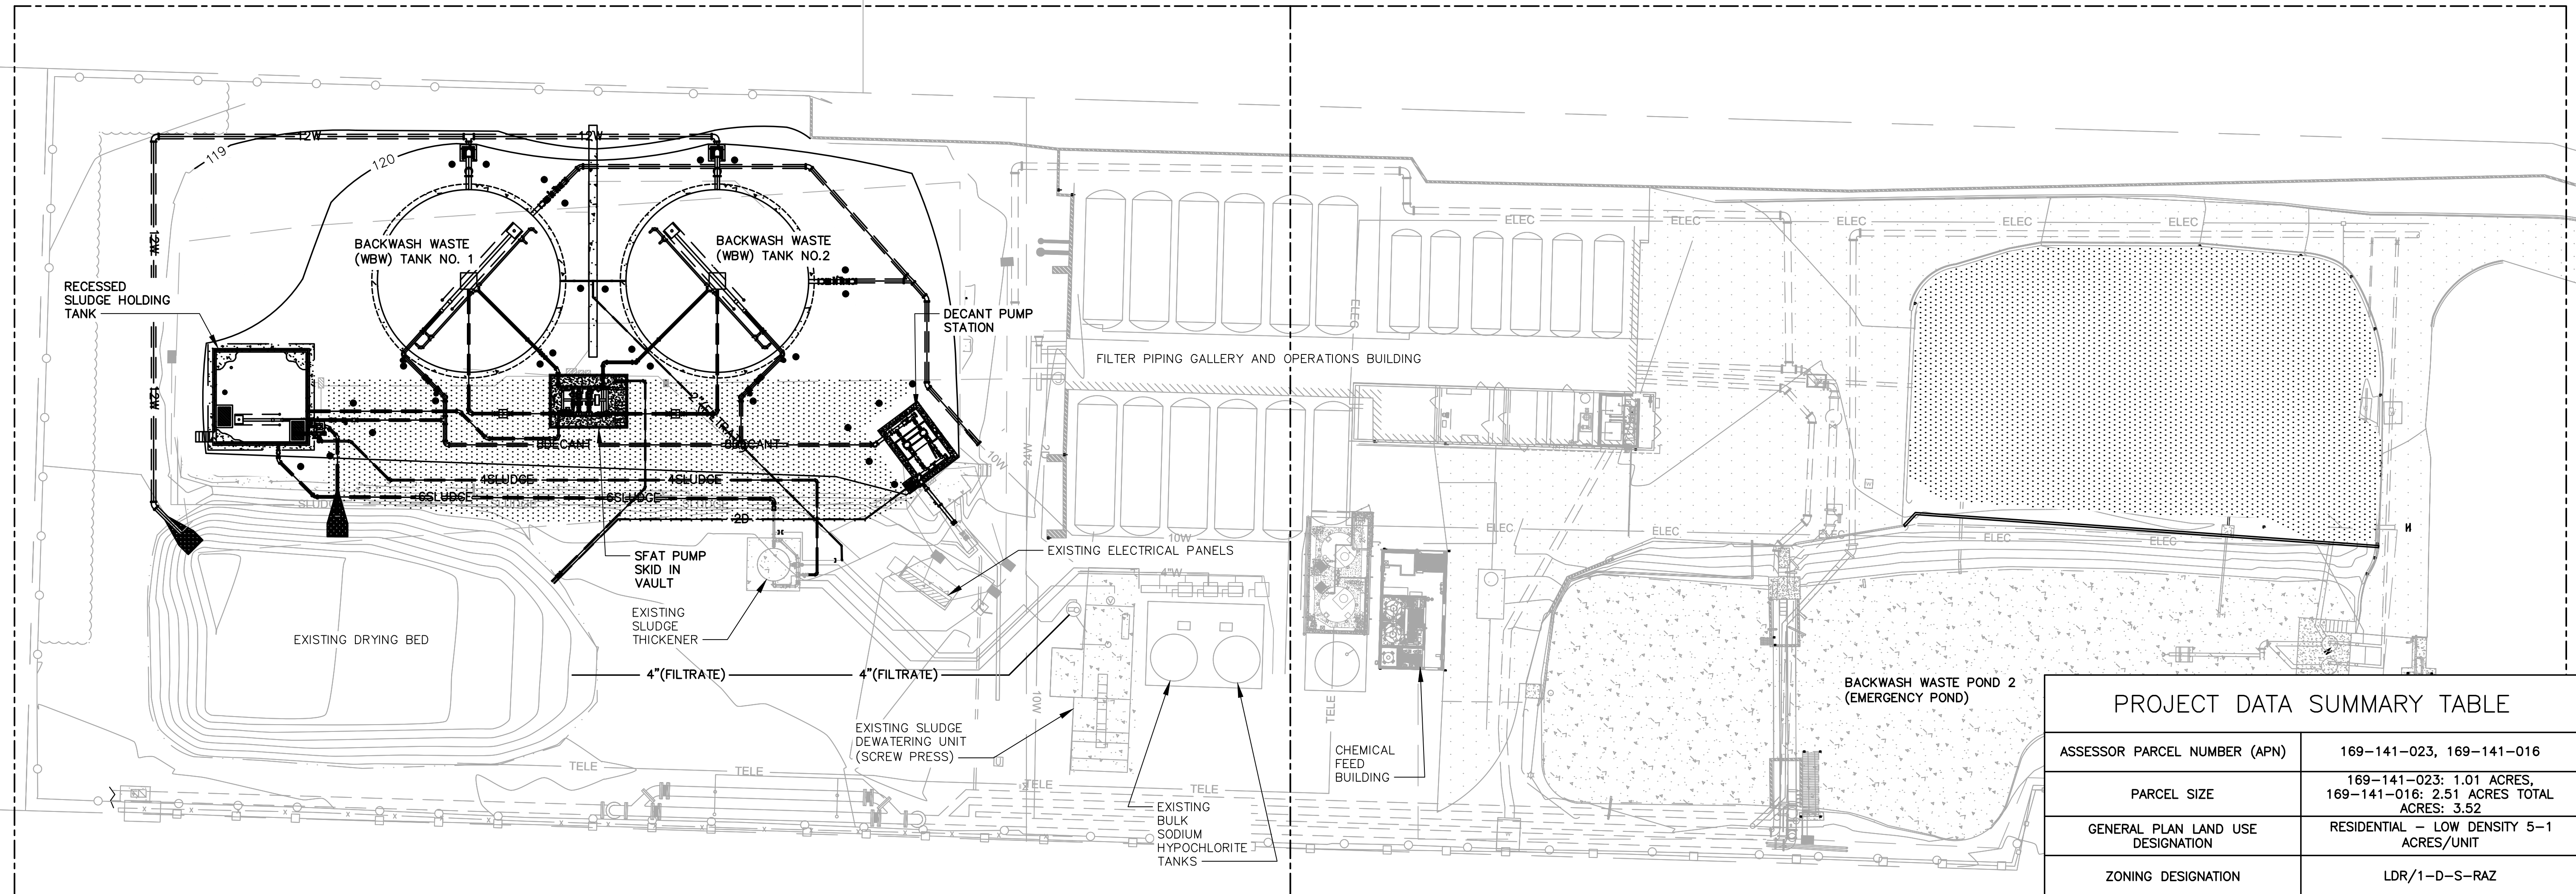 12W
12W
119
120
BACKWASH WASTE
(WBW) TANK NO. 1
BACKWASH WASTE
(WBW) TANK NO.2
12W
12W
RECESSED
SLUDGE HOLDING
TANK
DECANT PUMP
STATION
8DECANT
8DECANT
4SLUDGE
4SLUDGE
6SLUDGE
6SLUDGE
2D
10W
24W
SFAT PUMP
SKID IN
VAULT
EXISTING
SLUDGE
THICKENER
EXISTING ELECTRICAL PANELS
EXISTING DRYING BED
4"(FILTRATE)
4"(FILTRATE)
EXISTING SLUDGE
DEWATERING UNIT
(SCREW PRESS)
10W
10W
4"W
FILTER PIPING GALLERY AND OPERATIONS BUILDING
ELEC
ELEC
ELEC
ELEC
ELEC
ELEC
ELEC
ELEC
ELEC
ELEC
ELEC
ELEC
TELE
TELE
TELE
TELE
EXISTING
BULK
SODIUM
HYPOCHLORITE
TANKS
CHEMICAL
FEED
BUILDING
BACKWASH WASTE POND 2
(EMERGENCY POND)
PROJECT DATA SUMMARY TABLE
ASSESSOR PARCEL NUMBER (APN)
169-141-023, 169-141-016
PARCEL SIZE
169-141-023: 1.01 ACRES,
169-141-016: 2.51 ACRES TOTAL
ACRES: 3.52
GENERAL PLAN LAND USE
DESIGNATION
RESIDENTIAL – LOW DENSITY 5-1
ACRES/UNIT
ZONING DESIGNATION
LDR/1-D-S-RAZ